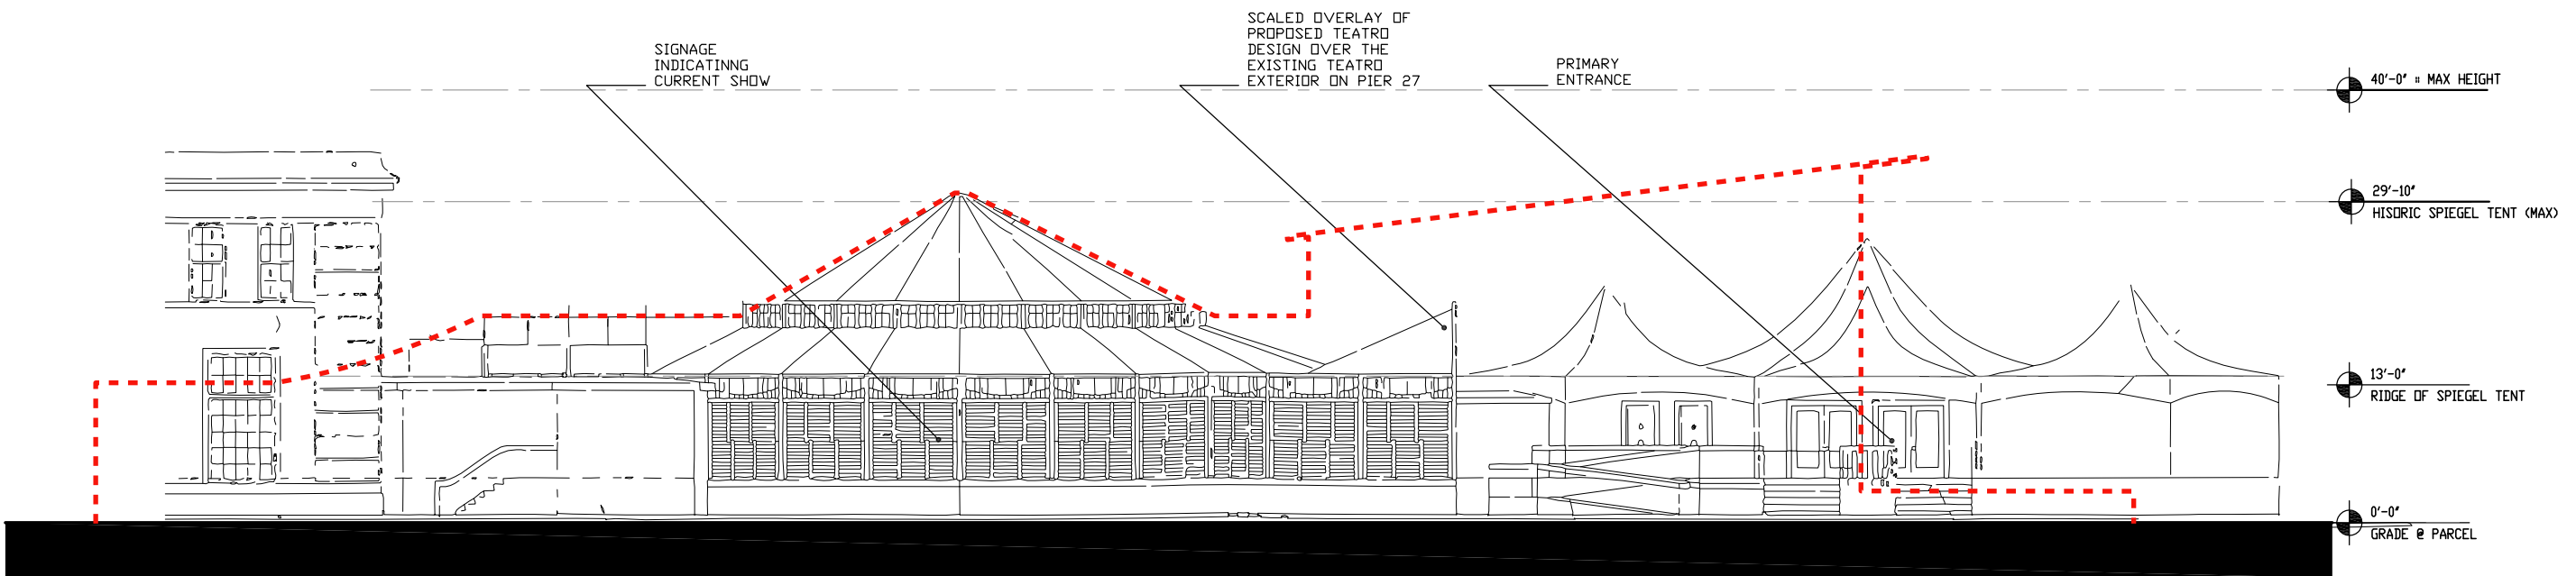 SIGNAGE
INDICATINNG
CURRENT SHOW
SCALED OVERLAY OF
PROPOSED TEATRO
DESIGN OVER THE
EXISTING TEATRO
EXTERIOR ON PIER 27
PRIMARY
ENTRANCE
40'-0" = MAX HEIGHT
29'-10"
HISORIC SPIEGEL TENT (MAX)
13'-0"
RIDGE OF SPIEGEL TENT
0'-0"
GRADE @ PARCEL